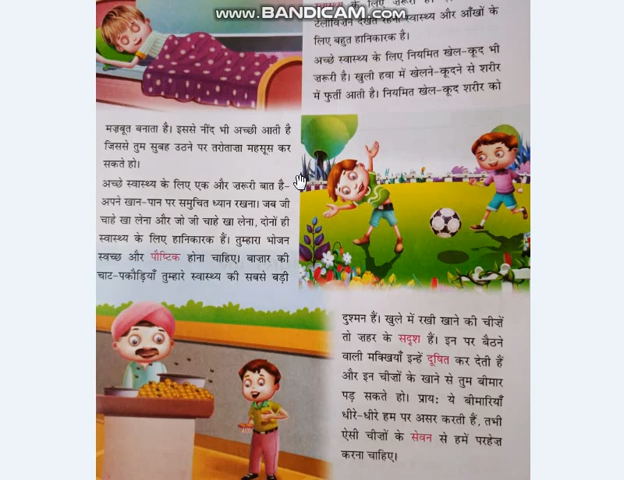 www.BANDICAM.com
स्वास्थ्य के लिए ज़रूरी है।
टेलीविज़न देखते रहना स्वास्थ्य और आँखों के
लिए बहुत हानिकारक है।
अच्छे स्वास्थ्य के लिए नियमित खेल-कूद भी
ज़रूरी है। खुली हवा में खेलने-कूदने से शरीर
में फुर्ती आती है। नियमित खेल-कूद शरीर को
मज़बूत बनाता है। इससे नींद भी अच्छी आती है
जिससे तुम सुबह उठने पर तरोताज़ा महसूस कर
सकते हो।
अच्छे स्वास्थ्य के लिए एक और ज़रूरी बात है-
अपने खान-पान पर समुचित ध्यान रखना। जब जी
चाहे खा लेना और जो जी चाहे खा लेना, दोनों ही
स्वास्थ्य के लिए हानिकारक हैं। तुम्हारा भोजन
स्वच्छ और पौष्टिक होना चाहिए। बाज़ार की
चाट-पकौड़ियाँ तुम्हारे स्वास्थ्य की सबसे बड़ी
दुश्मन हैं। खुले में रखी खाने की चीज़ें
तो ज़हर के सदृश हैं। इन पर बैठने
वाली मक्खियाँ इन्हें दूषित कर देती हैं
और इन चीज़ों के खाने से तुम बीमार
पड़ सकते हो। प्राय: ये बीमारियाँ
धीरे-धीरे हम पर असर करती हैं, तभी
ऐसी चीज़ों के सेवन से हमें परहेज़
करना चाहिए।